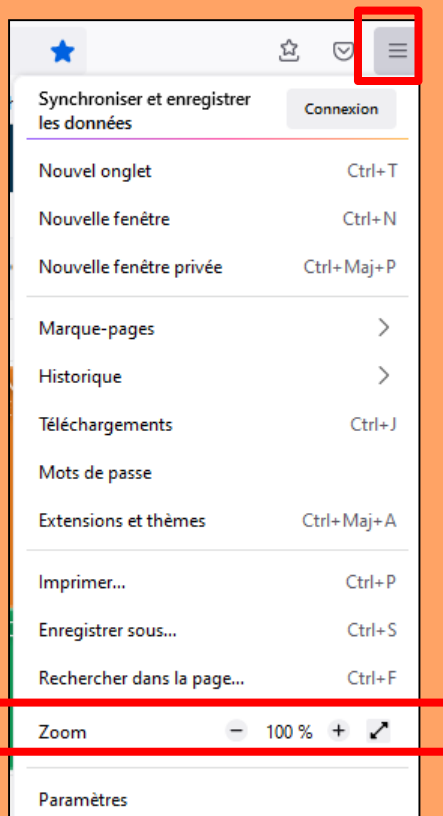 Synchroniser et enregistrer
les données
Connexion
Nouvel onglet Ctrl+T
Nouvelle fenêtre Ctrl+N
Nouvelle fenêtre privée Ctrl+Maj+P
Marque-pages
Historique
Téléchargements Ctrl+J
Mots de passe
Extensions et thèmes Ctrl+Maj+A
Imprimer... Ctrl+P
Enregistrer sous... Ctrl+S
Rechercher dans la page... Ctrl+F
Zoom − 100 % +
Paramètres